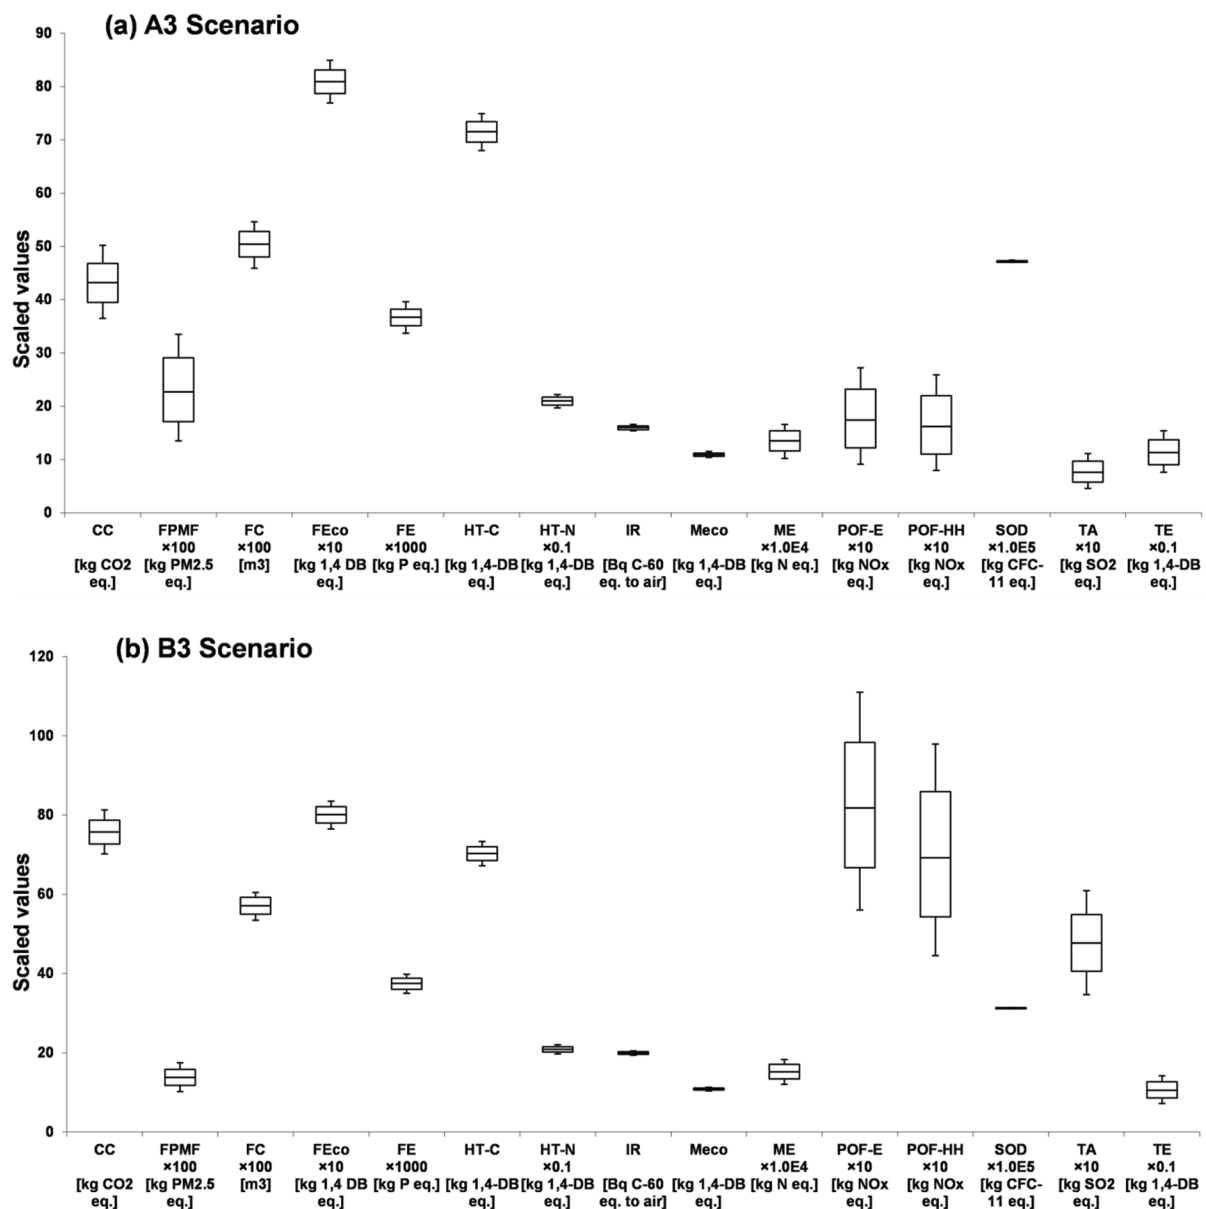 (a) A3 Scenario
Scaled values
90
80
70
60
50
40
30
20
10
0
CC FPMF FC FEco FE HT-C HT-N IR Meco ME POF-E POF-HH SOD TA TE
×100 ×100 ×10 ×1000 ×0.1 ×1.0E4 ×10 ×10 ×1.0E5 ×10 ×0.1
[kg CO2 [kg PM2.5 [m3] [kg 1,4 DB [kg P eq.] [kg 1,4-DB [kg 1,4-DB [Bq C-60 [kg 1,4-DB [kg N eq.] [kg NOx [kg NOx [kg CFC- [kg SO2 [kg 1,4-DB
eq.] eq.] eq.] eq.] eq.] eq. to air] eq.] eq.] eq.] 11 eq.] eq.] eq.]
(b) B3 Scenario
Scaled values
120
100
80
60
40
20
0
CC FPMF FC FEco FE HT-C HT-N IR Meco ME POF-E POF-HH SOD TA TE
×100 ×100 ×10 ×1000 ×0.1 ×1.0E4 ×10 ×10 ×1.0E5 ×10 ×0.1
[kg CO2 [kg PM2.5 [m3] [kg 1,4 DB [kg P eq.] [kg 1,4-DB [kg 1,4-DB [Bq C-60 [kg 1,4-DB [kg N eq.] [kg NOx [kg NOx [kg CFC- [kg SO2 [kg 1,4-DB
eq.] eq.] eq.] eq.] eq.] eq. to air] eq.] eq.] eq.] 11 eq.] eq.] eq.]